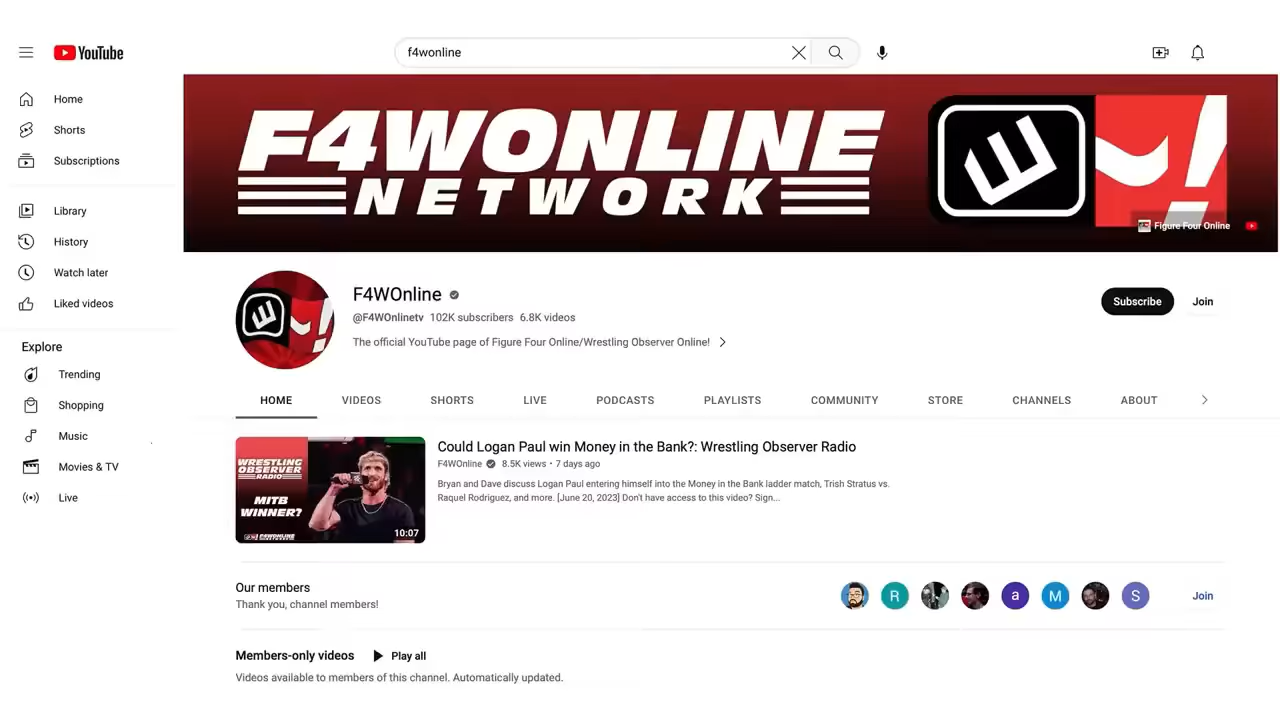 YouTube
f4wonline
Home
Shorts
Subscriptions
Library
History
Watch later
Liked videos
Explore
Trending
Shopping
Music
Movies & TV
Live
F4WONLINE
NETWORK
Figure Four Online
F4WOnline
@F4WOnlinetv 102K subscribers 6.8K videos
The official YouTube page of Figure Four Online/Wrestling Observer Online!
Subscribe
Join
HOME VIDEOS SHORTS LIVE PODCASTS PLAYLISTS COMMUNITY STORE CHANNELS ABOUT
WRESTLING
OBSERVER
RADIO
MITB
WINNER?
F4WONLINE
NETWORK
10:07
Could Logan Paul win Money in the Bank?: Wrestling Observer Radio
F4WOnline 8.5K views • 7 days ago
Bryan and Dave discuss Logan Paul entering himself into the Money in the Bank ladder match, Trish Stratus vs.
Raquel Rodriguez, and more. [June 20, 2023] Don't have access to this video? Sign...
Our members
Thank you, channel members!
R a M S
Join
Members-only videos Play all
Videos available to members of this channel. Automatically updated.